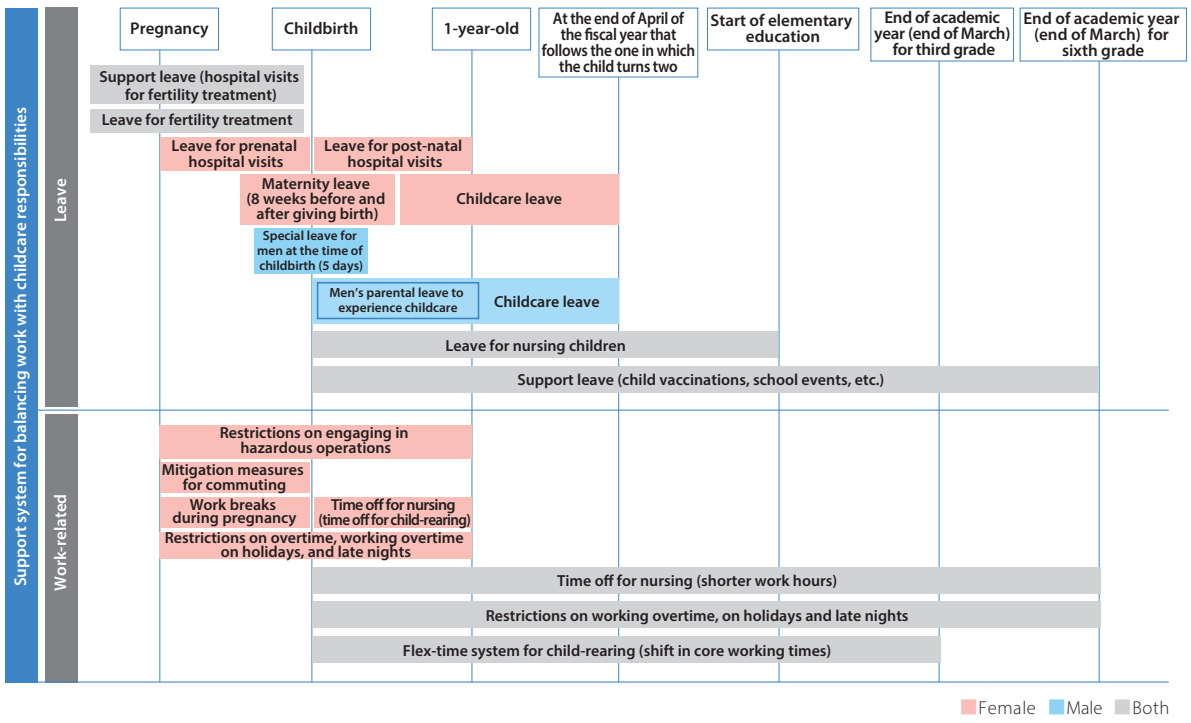 Pregnancy
Childbirth
1-year-old
At the end of April of
the fiscal year that
follows the one in which
the child turns two
Start of elementary
education
End of academic
year (end of March)
for third grade
End of academic year
(end of March) for
sixth grade
Support system for balancing work with childcare responsibilities
Leave
Support leave (hospital visits
for fertility treatment)
Leave for fertility treatment
Leave for prenatal
hospital visits
Leave for post-natal
hospital visits
Maternity leave
(8 weeks before and
after giving birth)
Childcare leave
Special leave for
men at the time of
childbirth (5 days)
Men's parental leave to
experience childcare
Childcare leave
Leave for nursing children
Support leave (child vaccinations, school events, etc.)
Work-related
Restrictions on engaging in
hazardous operations
Mitigation measures
for commuting
Work breaks
during pregnancy
Time off for nursing
(time off for child-rearing)
Restrictions on overtime, working overtime
on holidays, and late nights
Time off for nursing (shorter work hours)
Restrictions on working overtime, on holidays and late nights
Flex-time system for child-rearing (shift in core working times)
Female Male Both